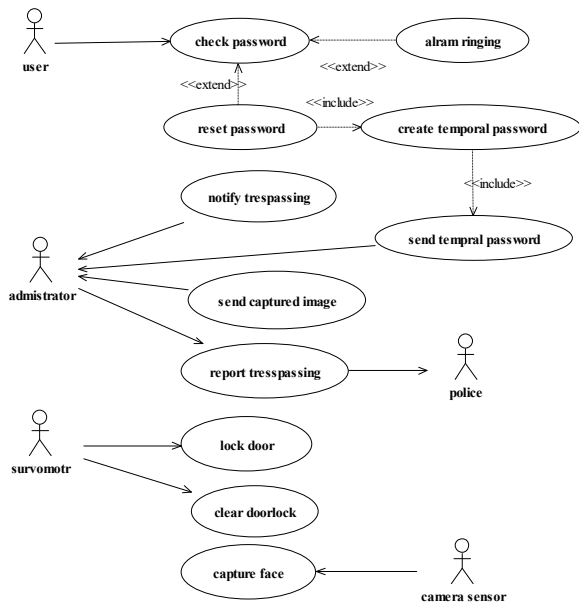 check password
alram ringing
user
<<extend>>
<<extend>>
<<include>>
reset password
create temporal password
<<include>>
notify trespassing
send tempral password
admistrator
send captured image
report tresspassing
police
lock door
survomotr
clear doorlock
capture face
camera sensor